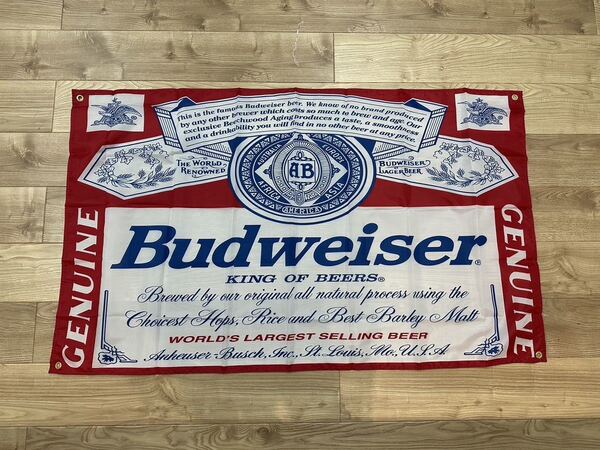 This is the famous Budweiser beer. We know of no brand produced
by any other brewer which costs so much to brew and age. Our
exclusive Beechwood Aging produces a taste, a smoothness
and a drinkability you will find in no other beer at any price.
THE WORLD
RENOWNED
AB
AFRICA
AMERICA
ASIA
BUDWEISER
LAGER BEER
GENUINE
Budweiser®
KING OF BEERS®
Brewed by our original all natural process using the
Choicest Hops, Rice and Best Barley Malt
WORLD'S LARGEST SELLING BEER
Anheuser-Busch, Inc., St. Louis, Mo., U.S.A.
GENUINE